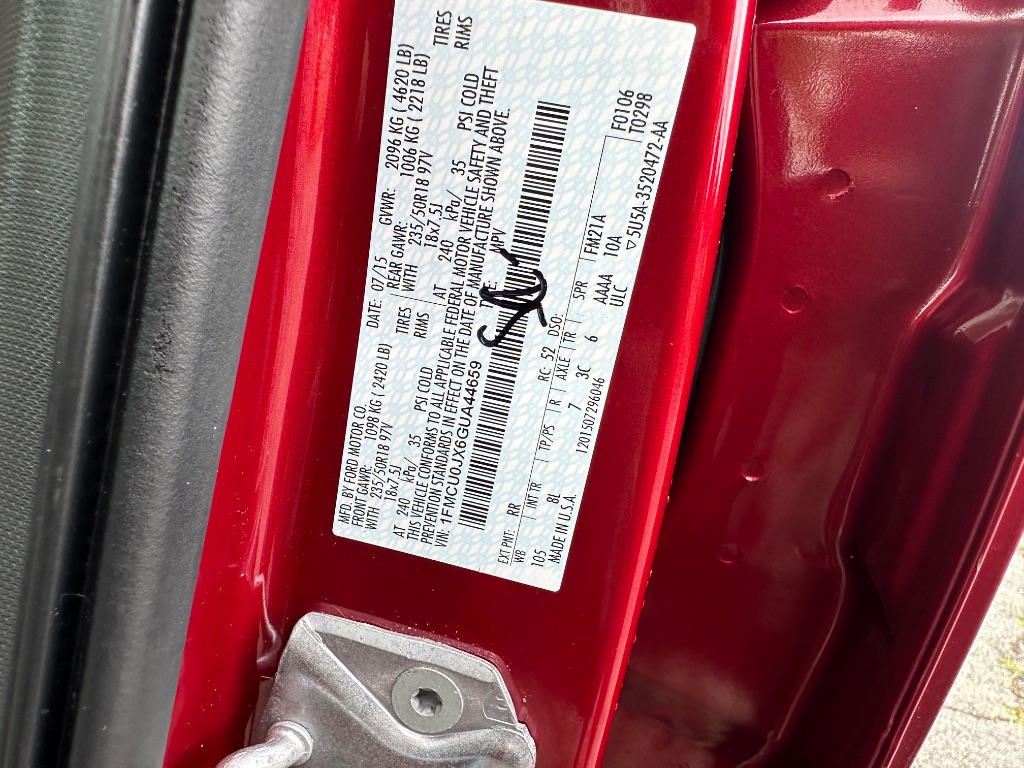 MFD. BY FORD MOTOR CO.
DATE: 07/15 GVWR: 2096 KG ( 4620 LB)
FRONT GAWR: 1098 KG ( 2420 LB) REAR GAWR: 1006 KG ( 2218 LB)
WITH 235/50R18 97V TIRES WITH 235/50R18 97V TIRES
18x7.5J RIMS 18x7.5J RIMS
AT 240 kPa/ 35 PSI COLD AT 240 kPa/ 35 PSI COLD
THIS VEHICLE CONFORMS TO ALL APPLICABLE FEDERAL MOTOR VEHICLE SAFETY AND THEFT
PREVENTION STANDARDS IN EFFECT ON THE DATE OF MANUFACTURE SHOWN ABOVE.
VIN: 1FMCU0JX6GUA44659 TYPE: MPV
EXT PNT: RR RC: 52 DSO:
WB INT TR TP/PS R AXLE TR SPR FM21A F0106
105 8L 7 3C 6 AAAA 10A T0298
MADE IN U.S.A. 1201507296046 ULC ▽5U5A-3520472-AA